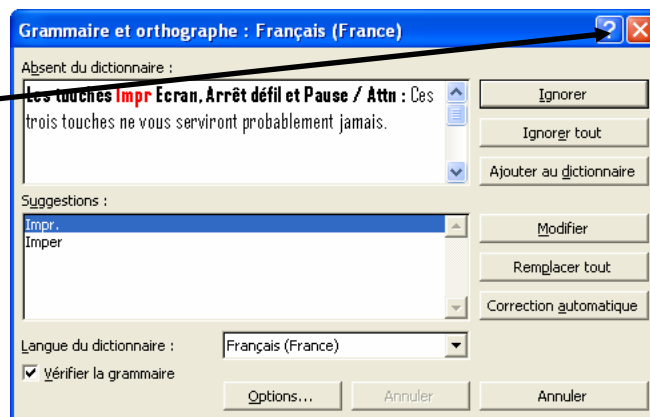 Grammaire et orthographe : Français (France)
Absent du dictionnaire :
Les touches Impr Ecran, Arrêt défil et Pause / Attn : Ces
trois touches ne vous serviront probablement jamais.
Ignorer
Ignorer tout
Ajouter au dictionnaire
Suggestions :
Impr.
Imper
Modifier
Remplacer tout
Correction automatique
Langue du dictionnaire :
Français (France)
Vérifier la grammaire
Options...
Annuler
Annuler